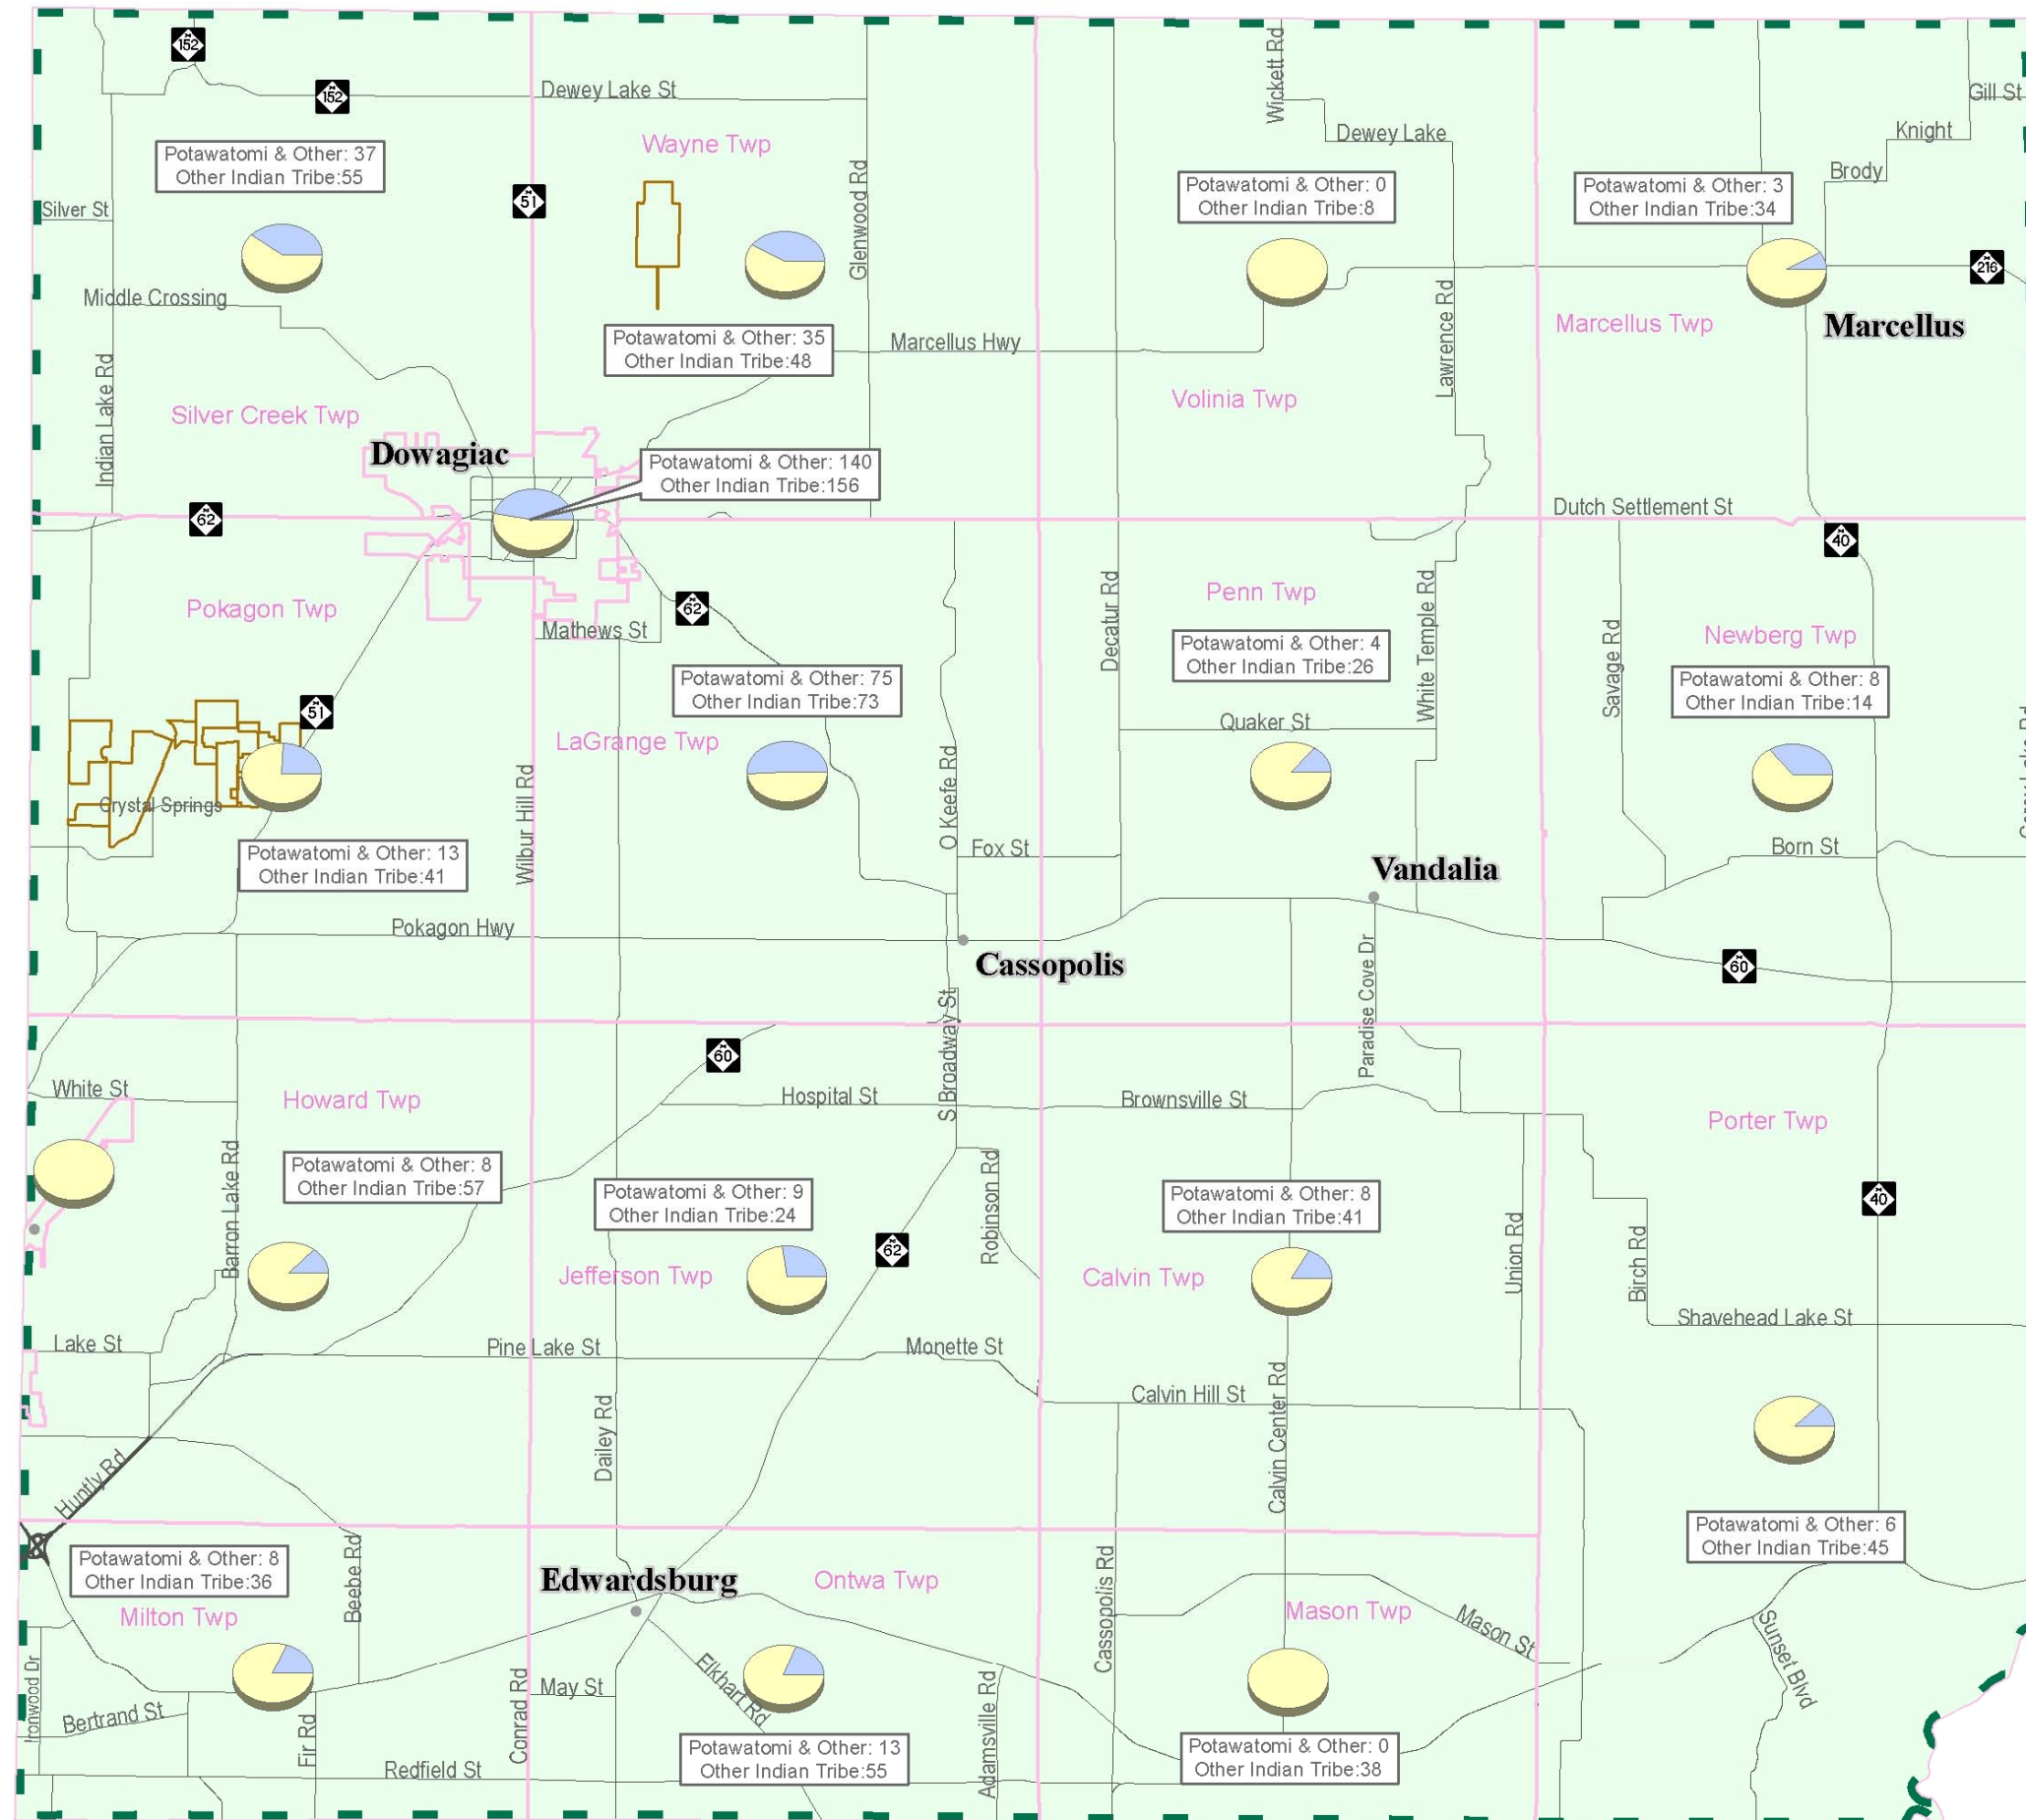 152
Wickett Rd
152
Dewey Lake St
Gill St
Knight
Dewey Lake
Wayne Twp
Potawatomi & Other: 37
Other Indian Tribe:55
Brody
Potawatomi & Other: 0
Other Indian Tribe:8
Potawatomi & Other: 3
Other Indian Tribe:34
Silver St
M
51
Glenwood Rd
M
216
Middle Crossing
Lawrence Rd
Marcellus Twp
Marcellus
Potawatomi & Other: 35
Other Indian Tribe:48
Marcellus Hwy
Indian Lake Rd
Volinia Twp
Silver Creek Twp
Dowagiac
Potawatomi & Other: 140
Other Indian Tribe:156
Dutch Settlement St
M
62
M
40
Pokagon Twp
Penn Twp
M
62
Decatur Rd
White Temple Rd
Mathews St
Newberg Twp
Savage Rd
Potawatomi & Other: 4
Other Indian Tribe:26
Potawatomi & Other: 75
Other Indian Tribe:73
Potawatomi & Other: 8
Other Indian Tribe:14
M
51
Quaker St
LaGrange Twp
Crystal Springs
Wilbur Hill Rd
O Keefe Rd
Fox St
Born St
Potawatomi & Other: 13
Other Indian Tribe:41
Vandalia
Pokagon Hwy
Cassopolis
M
60
Paradise Cove Dr
S Broadway St
M
60
White St
Howard Twp
Hospital St
Brownsville St
Porter Twp
Potawatomi & Other: 8
Other Indian Tribe:57
Barron Lake Rd
Potawatomi & Other: 9
Other Indian Tribe:24
Robinson Rd
Potawatomi & Other: 8
Other Indian Tribe:41
M
40
Union Rd
Birch Rd
M
62
Jefferson Twp
Calvin Twp
Shavehead Lake St
Lake St
Pine Lake St
Monette St
Calvin Hill St
Dailey Rd
Calvin Center Rd
Huntly Rd
Potawatomi & Other: 6
Other Indian Tribe:45
Potawatomi & Other: 8
Other Indian Tribe:36
Beebe Rd
Edwardsburg
Ontwa Twp
Cassopolis Rd
Milton Twp
Mason Twp
Mason St
Sunset Blvd
Ironwood Dr
Bertrand St
Fir Rd
Conrad Rd
May St
Elkhart Rd
Adamsville Rd
Potawatomi & Other: 13
Other Indian Tribe:55
Potawatomi & Other: 0
Other Indian Tribe:38
Redfield St